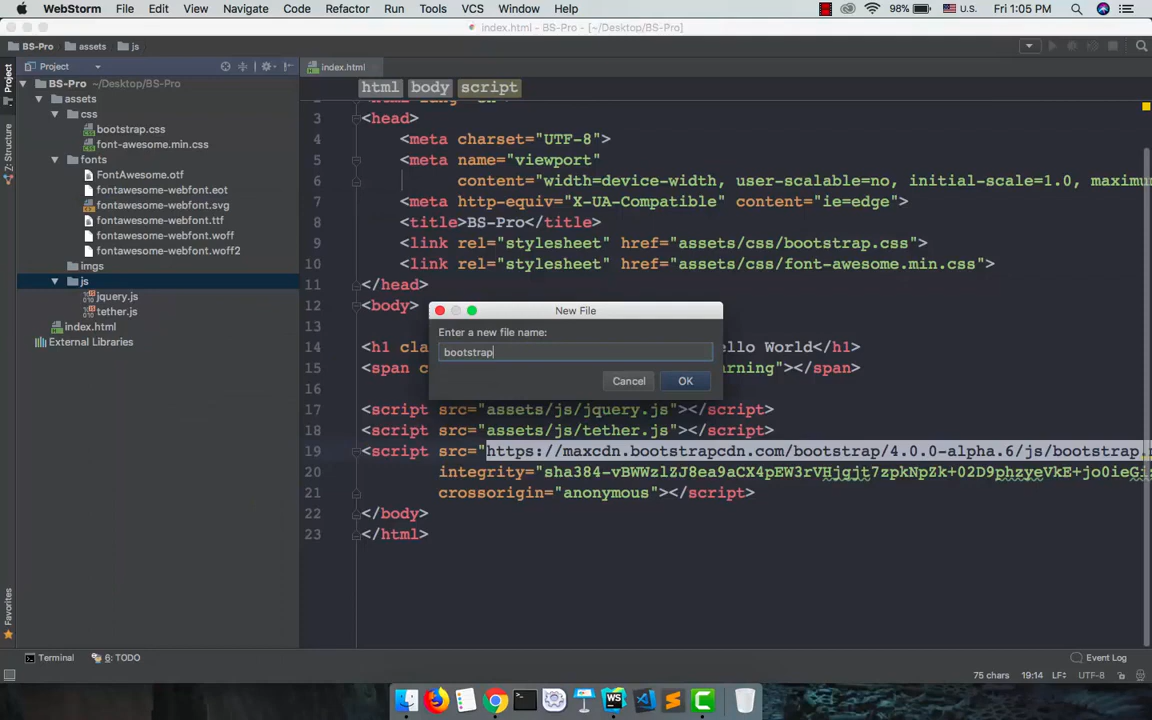 WebStorm File Edit View Navigate Code Refactor Run Tools VCS Window Help 98% U.S. Fri 1:05 PM
index.html - BS-Pro - [~/Desktop/BS-Pro]
BS-Pro assets js
Project
index.html
html body script
BS-Pro ~/Desktop/BS-Pro
assets
css
bootstrap.css
font-awesome.min.css
fonts
FontAwesome.otf
fontawesome-webfont.eot
fontawesome-webfont.svg
fontawesome-webfont.ttf
fontawesome-webfont.woff
fontawesome-webfont.woff2
imgs
js
jquery.js
tether.js
index.html
External Libraries
Project
Z: Structure
Favorites
3 <head>
4 <meta charset="UTF-8">
5 <meta name="viewport"
6 content="width=device-width, user-scalable=no, initial-scale=1.0, maximum
7 <meta http-equiv="X-UA-Compatible" content="ie=edge">
8 <title>BS-Pro</title>
9 <link rel="stylesheet" href="assets/css/bootstrap.css">
10 <link rel="stylesheet" href="assets/css/font-awesome.min.css">
11 </head>
12 <body>
13
14 <h1 cla ello World</h1>
15 <span c rning"></span>
16
17 <script src="assets/js/jquery.js"></script>
18 <script src="assets/js/tether.js"></script>
19 <script src="https://maxcdn.bootstrapcdn.com/bootstrap/4.0.0-alpha.6/js/bootstrap.
20 integrity="sha384-vBWWzlZJ8ea9aCX4pEW3rVHjgjt7zpkNpZk+02D9phzyeVkE+jo0ieGi
21 crossorigin="anonymous"></script>
22 </body>
23 </html>
New File
Enter a new file name:
bootstrap
Cancel OK
Terminal 6: TODO Event Log
75 chars 19:14 LF UTF-8
WS